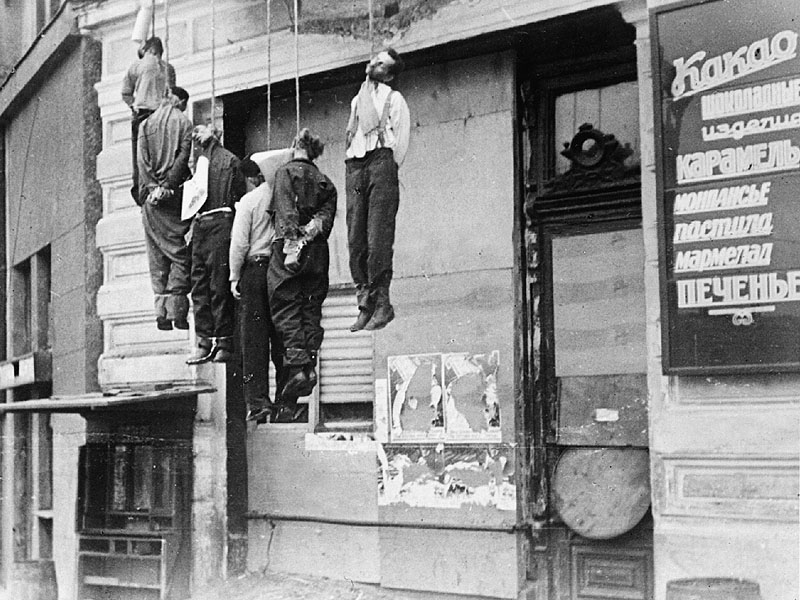 Какао
ШОКОЛАДНЫЕ
изделия
КАРАМЕЛЬ
МОНПАНСЬЕ
пастила
мармелад
ПЕЧЕНЬЕ